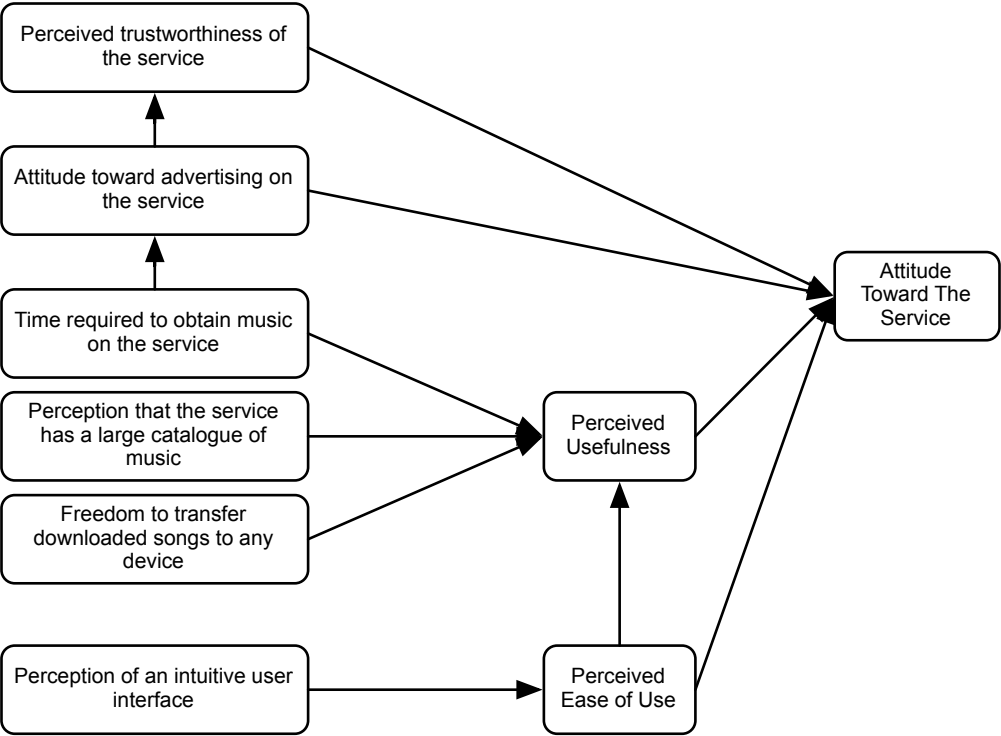 Perceived trustworthiness of
the service
Attitude toward advertising on
the service
Time required to obtain music
on the service
Perception that the service
has a large catalogue of
music
Freedom to transfer
downloaded songs to any
device
Perception of an intuitive user
interface
Perceived
Usefulness
Perceived
Ease of Use
Attitude
Toward The
Service